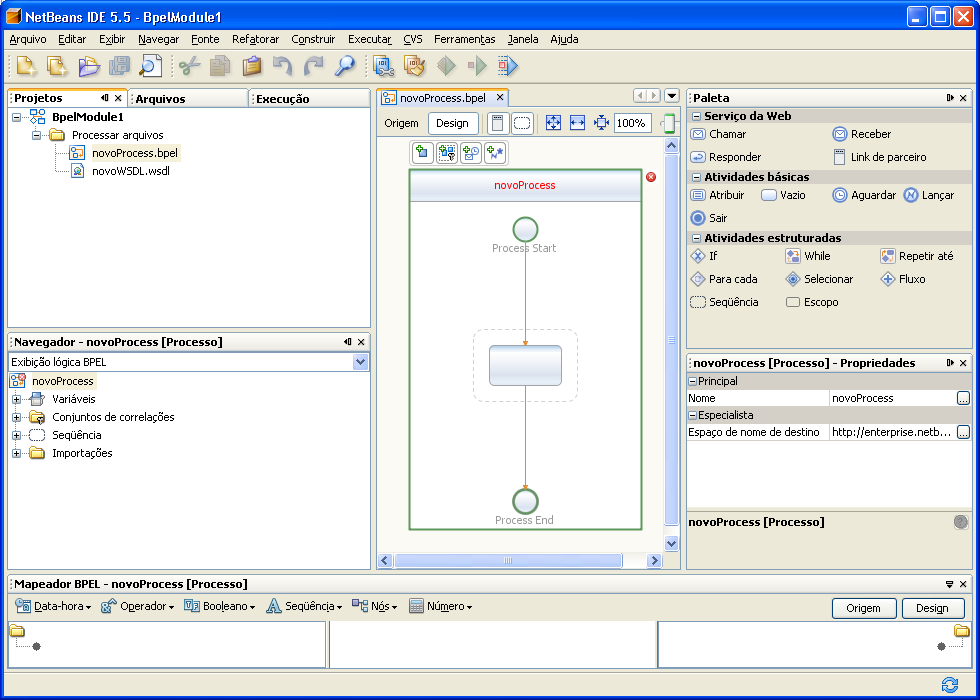 NetBeans IDE 5.5 - BpelModule1
Arquivo Editar Exibir Navegar Fonte Refatorar Construir Executar CVS Ferramentas Janela Ajuda
Projetos
Arquivos
Execução
BpelModule1
Processar arquivos
novoProcess.bpel
novoWSDL.wsdl
Navegador - novoProcess [Processo]
Exibição lógica BPEL
novoProcess
Variáveis
Conjuntos de correlações
Seqüência
Importações
novoProcess.bpel
Origem Design 100%
novoProcess
Process Start
Process End
Paleta
Serviço da Web
Chamar Receber
Responder Link de parceiro
Atividades básicas
Atribuir Vazio Aguardar Lançar
Sair
Atividades estruturadas
If While Repetir até
Para cada Selecionar Fluxo
Seqüência Escopo
novoProcess [Processo] - Propriedades
Principal
Nome novoProcess ...
Especialista
Espaço de nome de destino http://enterprise.netb... ...
novoProcess [Processo]
Mapeador BPEL - novoProcess [Processo]
Data-hora Operador Booleano Seqüência Nós Número Origem Design